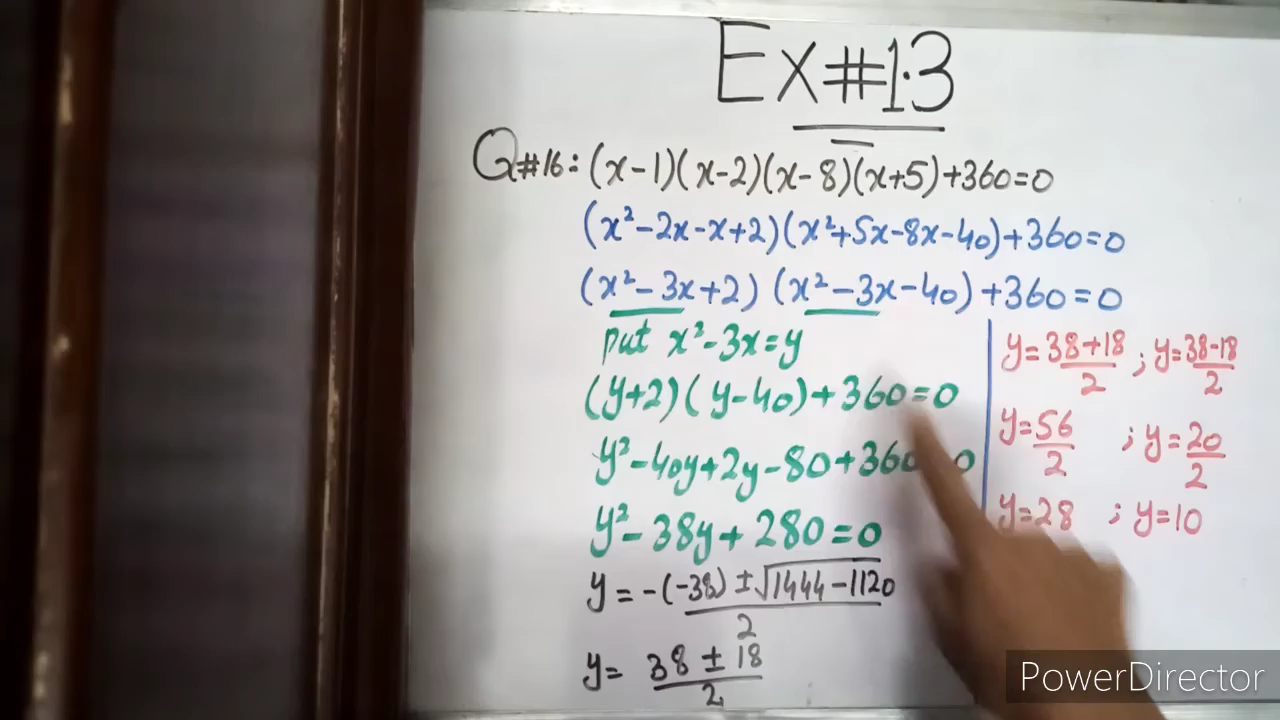 Ex#1.3
Q#16: (x-1)(x-2)(x-8)(x+5)+360=0
(x²-2x-x+2)(x²+5x-8x-40)+360=0
(x²-3x+2) (x²-3x-40)+360=0
put x²-3x=y
(y+2)(y-40)+360=0
y²-40y+2y-80+360 0
y²-38y+280=0
y=-(-38)±√1444-1120/2
y= 38±18/2
y=38+18/2 ; y=38-18/2
y=56/2 ; y=20/2
y=28 ; y=10
PowerDirector